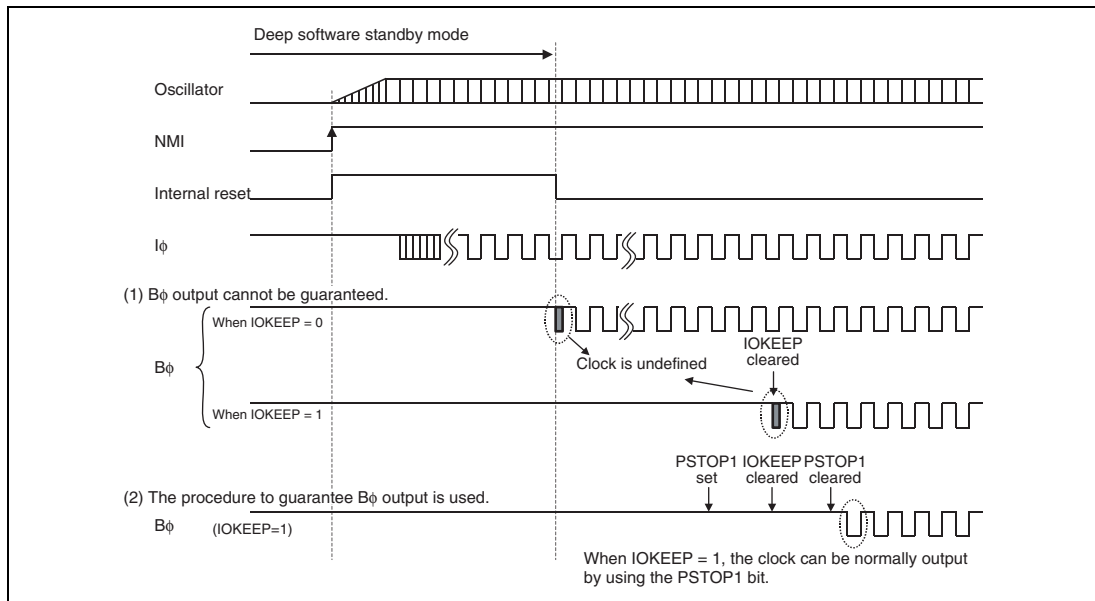 Deep software standby mode
Oscillator
NMI
Internal reset
Iϕ
(1) Bϕ output cannot be guaranteed.
When IOKEEP = 0
Bϕ
Clock is undefined
IOKEEP
cleared
When IOKEEP = 1
PSTOP1 IOKEEP PSTOP1
set cleared cleared
(2) The procedure to guarantee Bϕ output is used.
Bϕ (IOKEEP=1)
When IOKEEP = 1, the clock can be normally output
by using the PSTOP1 bit.